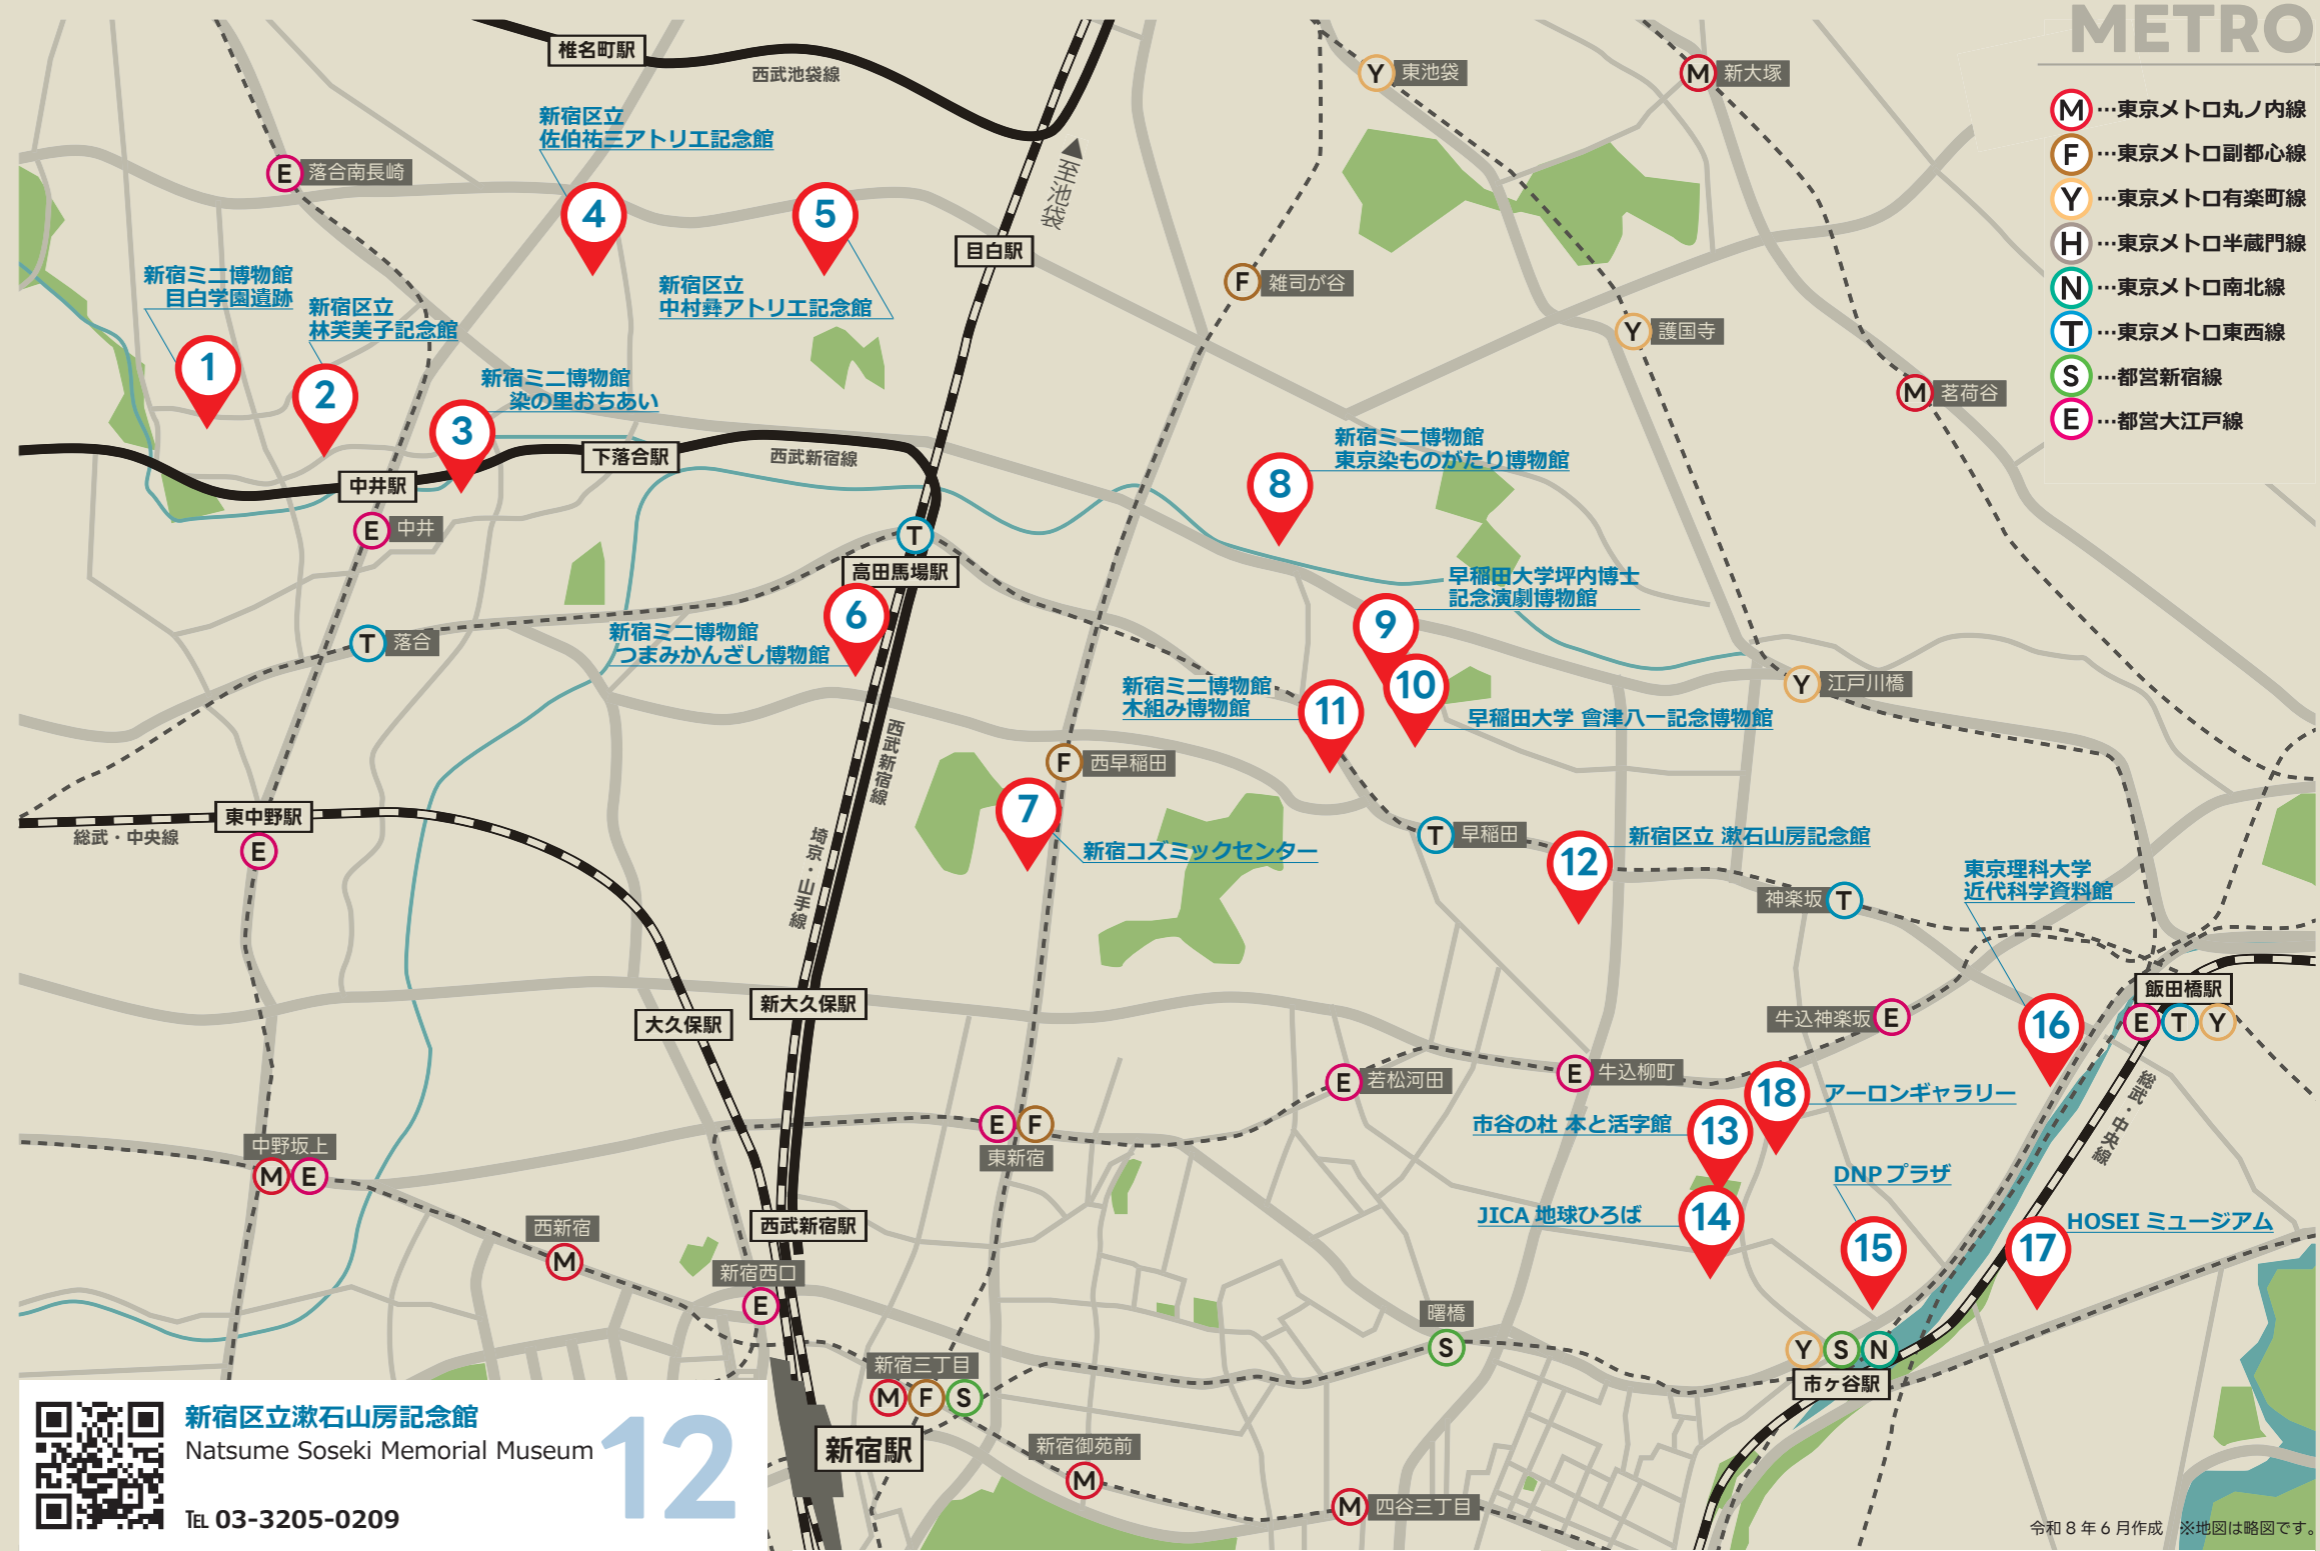 METRO
M…東京メトロ丸ノ内線
F…東京メトロ副都心線
Y…東京メトロ有楽町線
H…東京メトロ半蔵門線
N…東京メトロ南北線
T…東京メトロ東西線
S…都営新宿線
E…都営大江戸線
椎名町駅
西武池袋線
Y 東池袋
M 新大塚
新宿区立
佐伯祐三アトリエ記念館
E 落合南長崎
至池袋
4
5
目白駅
F 雑司が谷
新宿ミニ博物館
目白学園遺跡
新宿区立
林芙美子記念館
新宿区立
中村彝アトリエ記念館
Y 護国寺
1
2
新宿ミニ博物館
染の里おちあい
3
M 茗荷谷
下落合駅
西武新宿線
中井駅
E 中井
新宿ミニ博物館
東京染ものがたり博物館
8
T
高田馬場駅
早稲田大学坪内博士
記念演劇博物館
6
9
T 落合
新宿ミニ博物館
つまみかんざし博物館
10
Y 江戸川橋
新宿ミニ博物館
木組み博物館
11
早稲田大学 會津八一記念博物館
西武新宿線
F 西早稲田
7
東中野駅
総武・中央線
E
埼京・山手線
新宿コズミックセンター
T 早稲田
12
新宿区立 漱石山房記念館
東京理科大学
近代科学資料館
神楽坂 T
飯田橋駅
E T Y
新大久保駅
大久保駅
牛込神楽坂 E
16
E 若松河田
E 牛込柳町
18
アーロンギャラリー
総武・中央線
市谷の杜 本と活字館
13
E F
東新宿
中野坂上
M E
DNPプラザ
JICA 地球ひろば
14
西武新宿駅
西新宿
M
15
17
HOSEI ミュージアム
新宿西口
E
曙橋
S
Y S N
市ヶ谷駅
新宿三丁目
M F S
新宿駅
新宿御苑前
M
M 四谷三丁目
新宿区立漱石山房記念館
Natsume Soseki Memorial Museum
12
TEL 03-3205-0209
令和8年6月作成 ※地図は略図です。